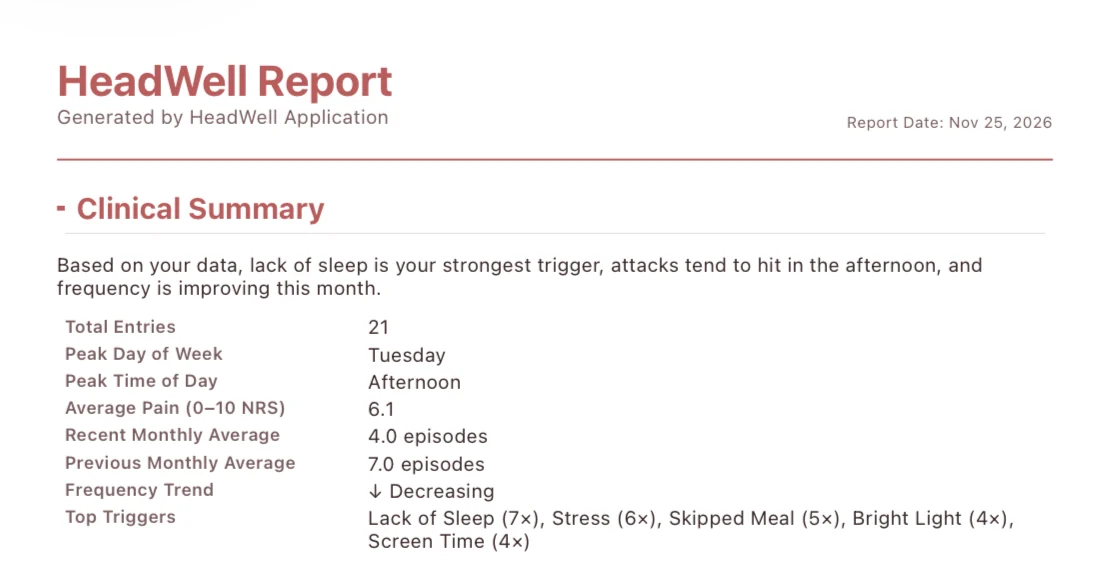 HeadWell Report
Generated by HeadWell Application
Report Date: Nov 25, 2026
- Clinical Summary
Based on your data, lack of sleep is your strongest trigger, attacks tend to hit in the afternoon, and
frequency is improving this month.
Total Entries 21
Peak Day of Week Tuesday
Peak Time of Day Afternoon
Average Pain (0–10 NRS) 6.1
Recent Monthly Average 4.0 episodes
Previous Monthly Average 7.0 episodes
Frequency Trend ↓ Decreasing
Top Triggers Lack of Sleep (7×), Stress (6×), Skipped Meal (5×), Bright Light (4×),
Screen Time (4×)